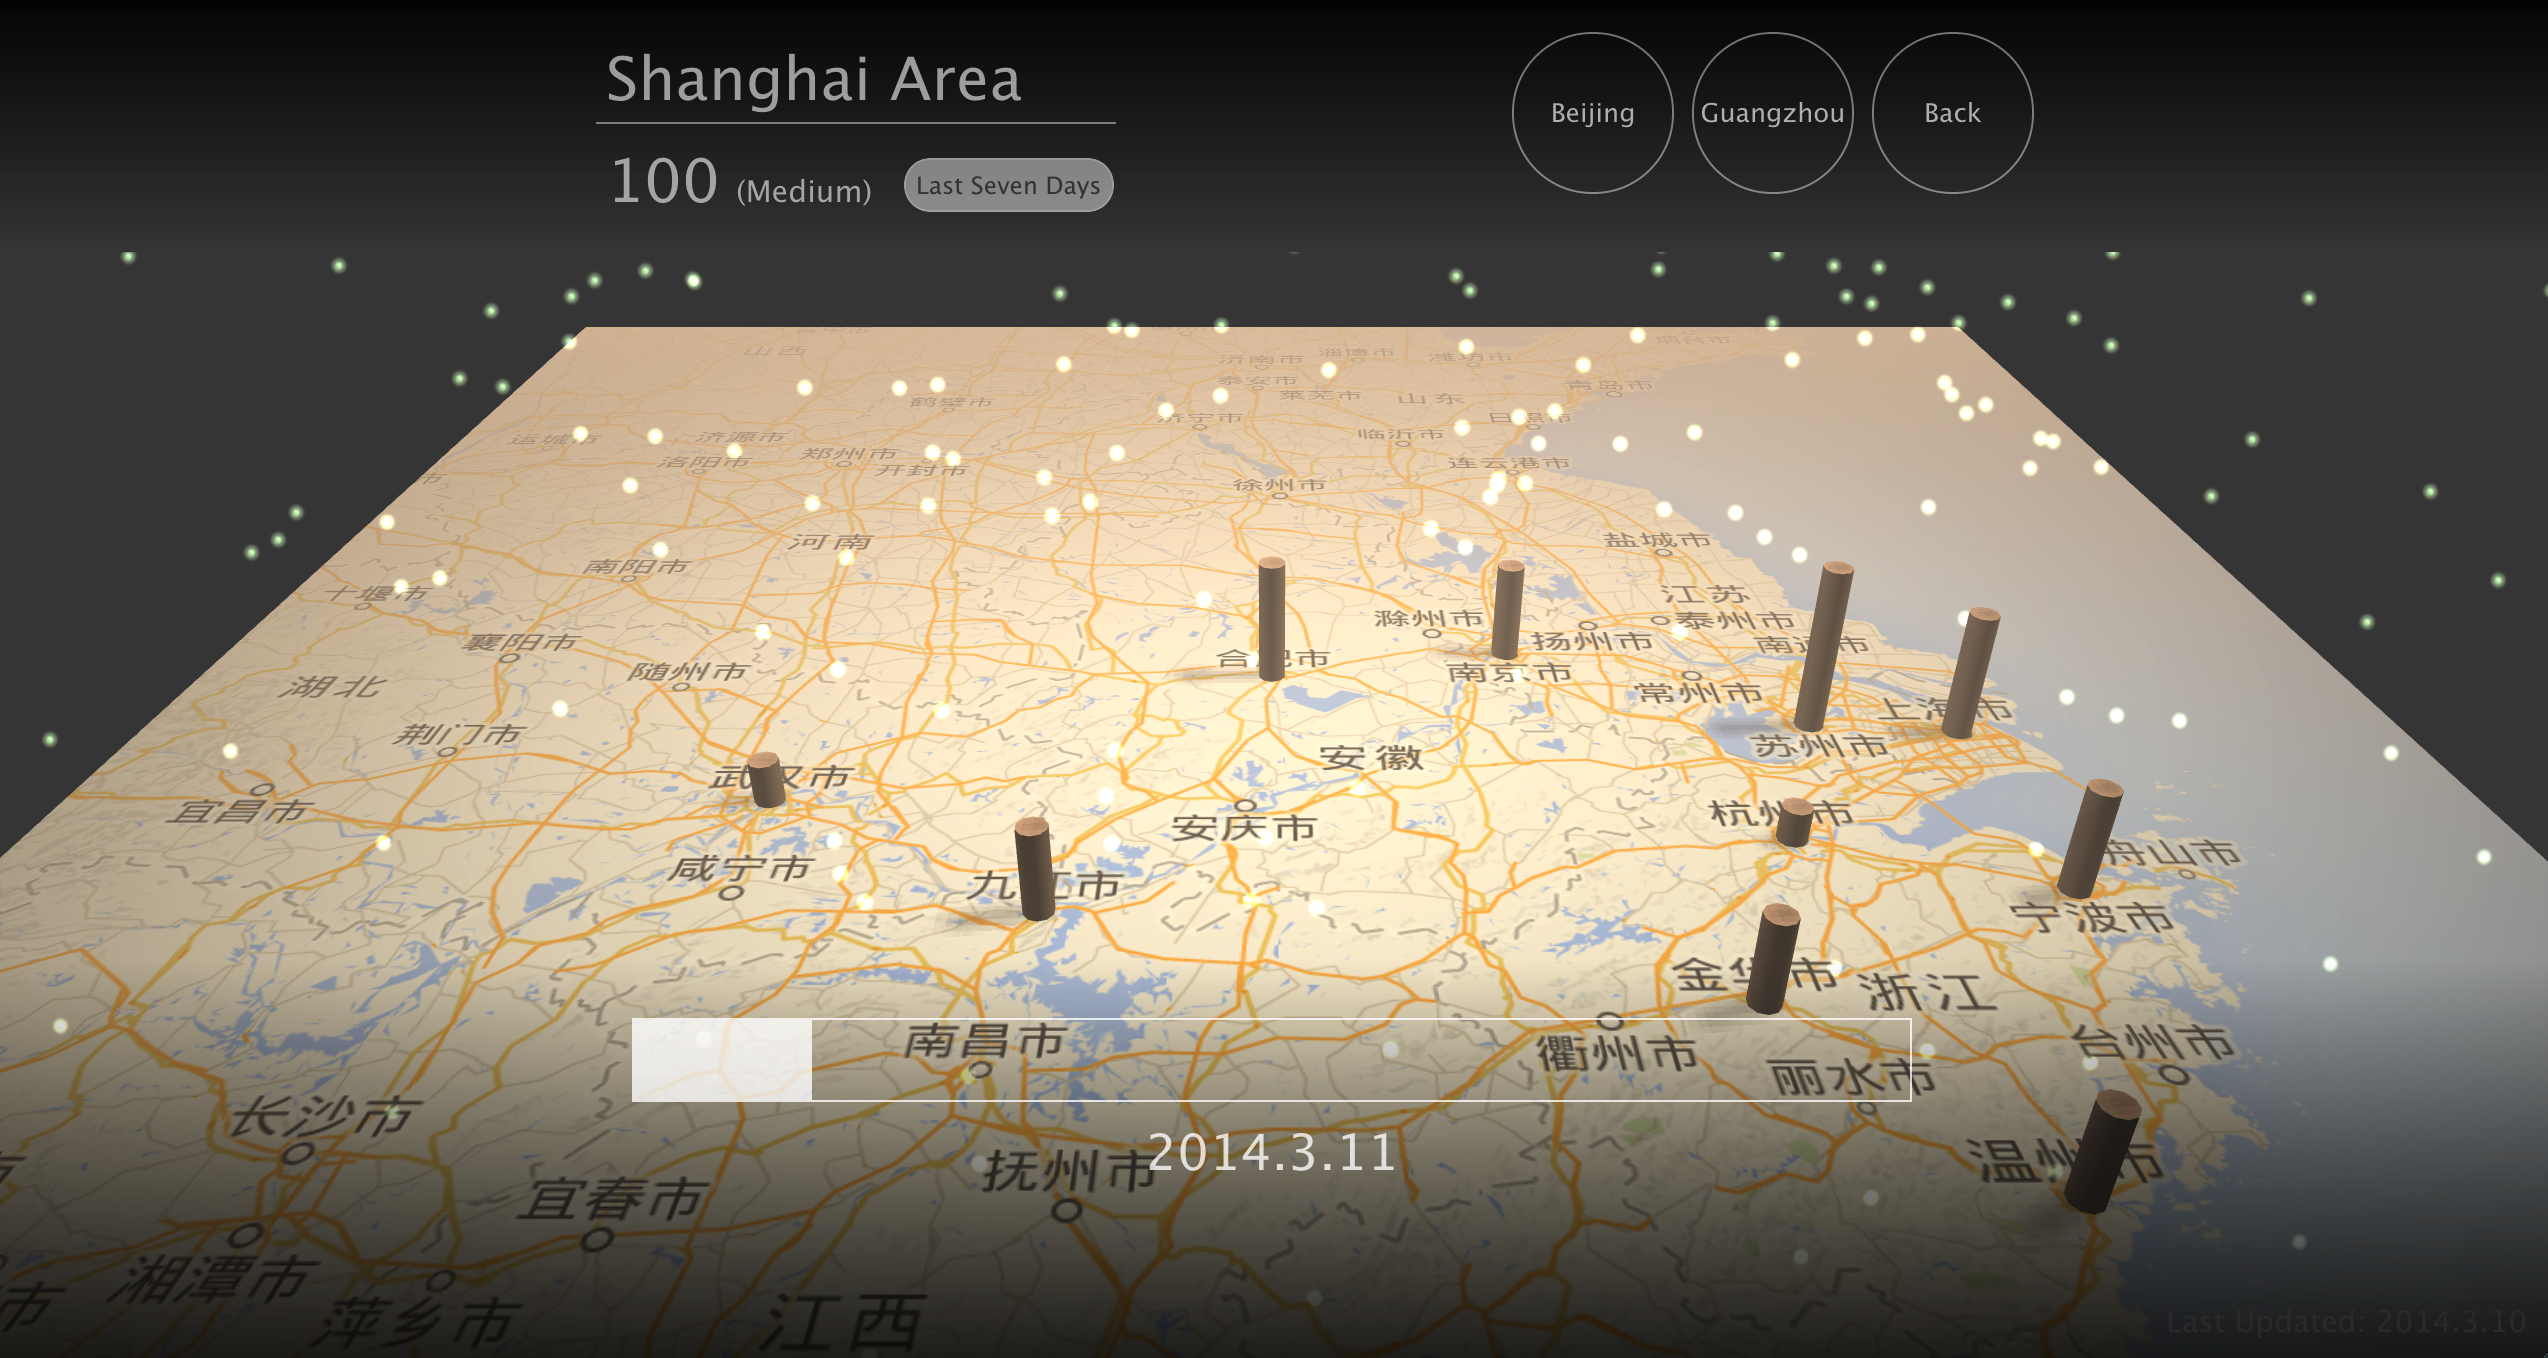 Shanghai Area
Beijing
Guangzhou
Back
100 (Medium)
Last Seven Days
山西
济南市
淄博市
潍坊市
烟台市
泰安市
青岛市
莱芜市
山东
鹤壁市
济宁市
日照市
运城市
济源市
临沂市
郑州市
洛阳市
开封市
连云港市
徐州市
河南
盐城市
南阳市
十堰市
江苏
滁州市
泰州市
扬州市
襄阳市
合肥市
南通市
随州市
南京市
湖北
常州市
上海市
荆门市
苏州市
安徽
武汉市
宜昌市
杭州市
安庆市
舟山市
咸宁市
九江市
宁波市
金华市
浙江
南昌市
衢州市
台州市
丽水市
长沙市
2014.3.11
抚州市
温州市
宜春市
湘潭市
萍乡市
江西
市
Last Updated: 2014.3.10